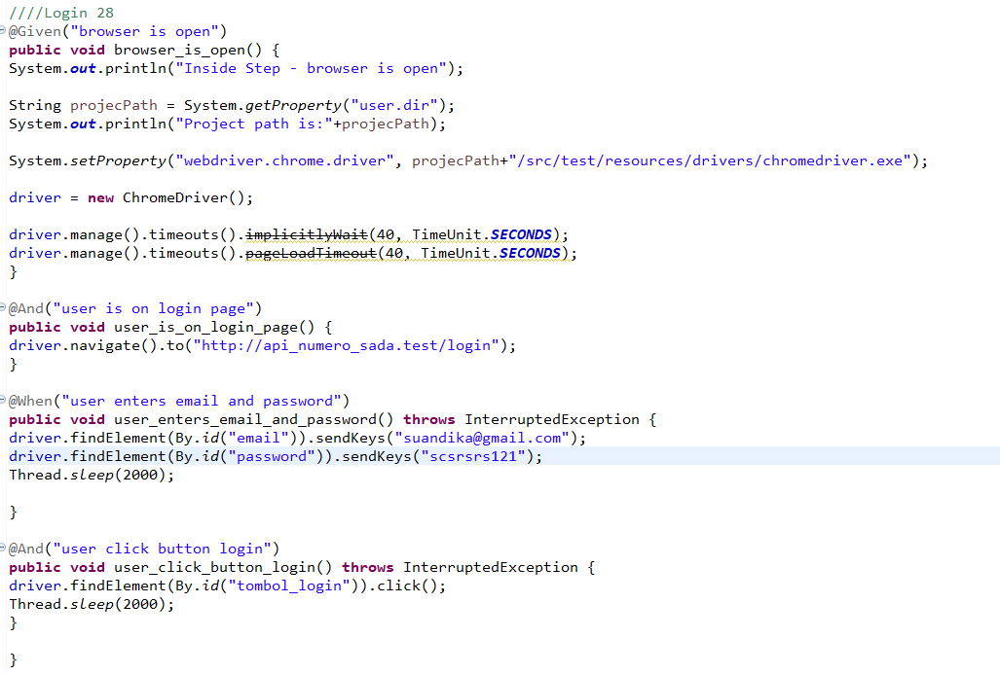 ////Login 28
@Given("browser is open")
public void browser_is_open() {
System.out.println("Inside Step - browser is open");
String projecPath = System.getProperty("user.dir");
System.out.println("Project path is:"+projecPath);
System.setProperty("webdriver.chrome.driver", projecPath+"/src/test/resources/drivers/chromedriver.exe");
driver = new ChromeDriver();
driver.manage().timeouts().implicitlyWait(40, TimeUnit.SECONDS);
driver.manage().timeouts().pageLoadTimeout(40, TimeUnit.SECONDS);
}
@And("user is on login page")
public void user_is_on_login_page() {
driver.navigate().to("http://api_numero_sada.test/login");
}
@When("user enters email and password")
public void user_enters_email_and_password() throws InterruptedException {
driver.findElement(By.id("email")).sendKeys("suandika@gmail.com");
driver.findElement(By.id("password")).sendKeys("scsrsrs121");
Thread.sleep(2000);
}
@And("user click button login")
public void user_click_button_login() throws InterruptedException {
driver.findElement(By.id("tombol_login")).click();
Thread.sleep(2000);
}
}